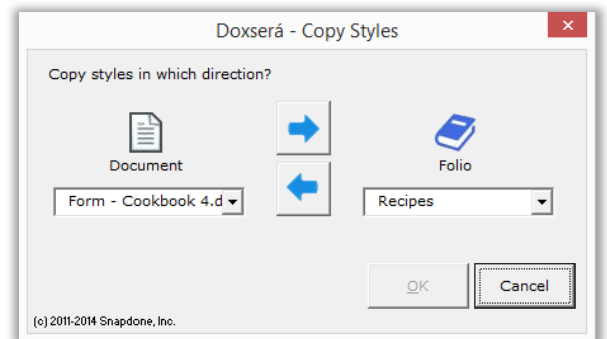 Doxserá - Copy Styles
Copy styles in which direction?
Document
Folio
Form - Cookbook 4.d
Recipes
OK
Cancel
(c) 2011-2014 Snapdone, Inc.